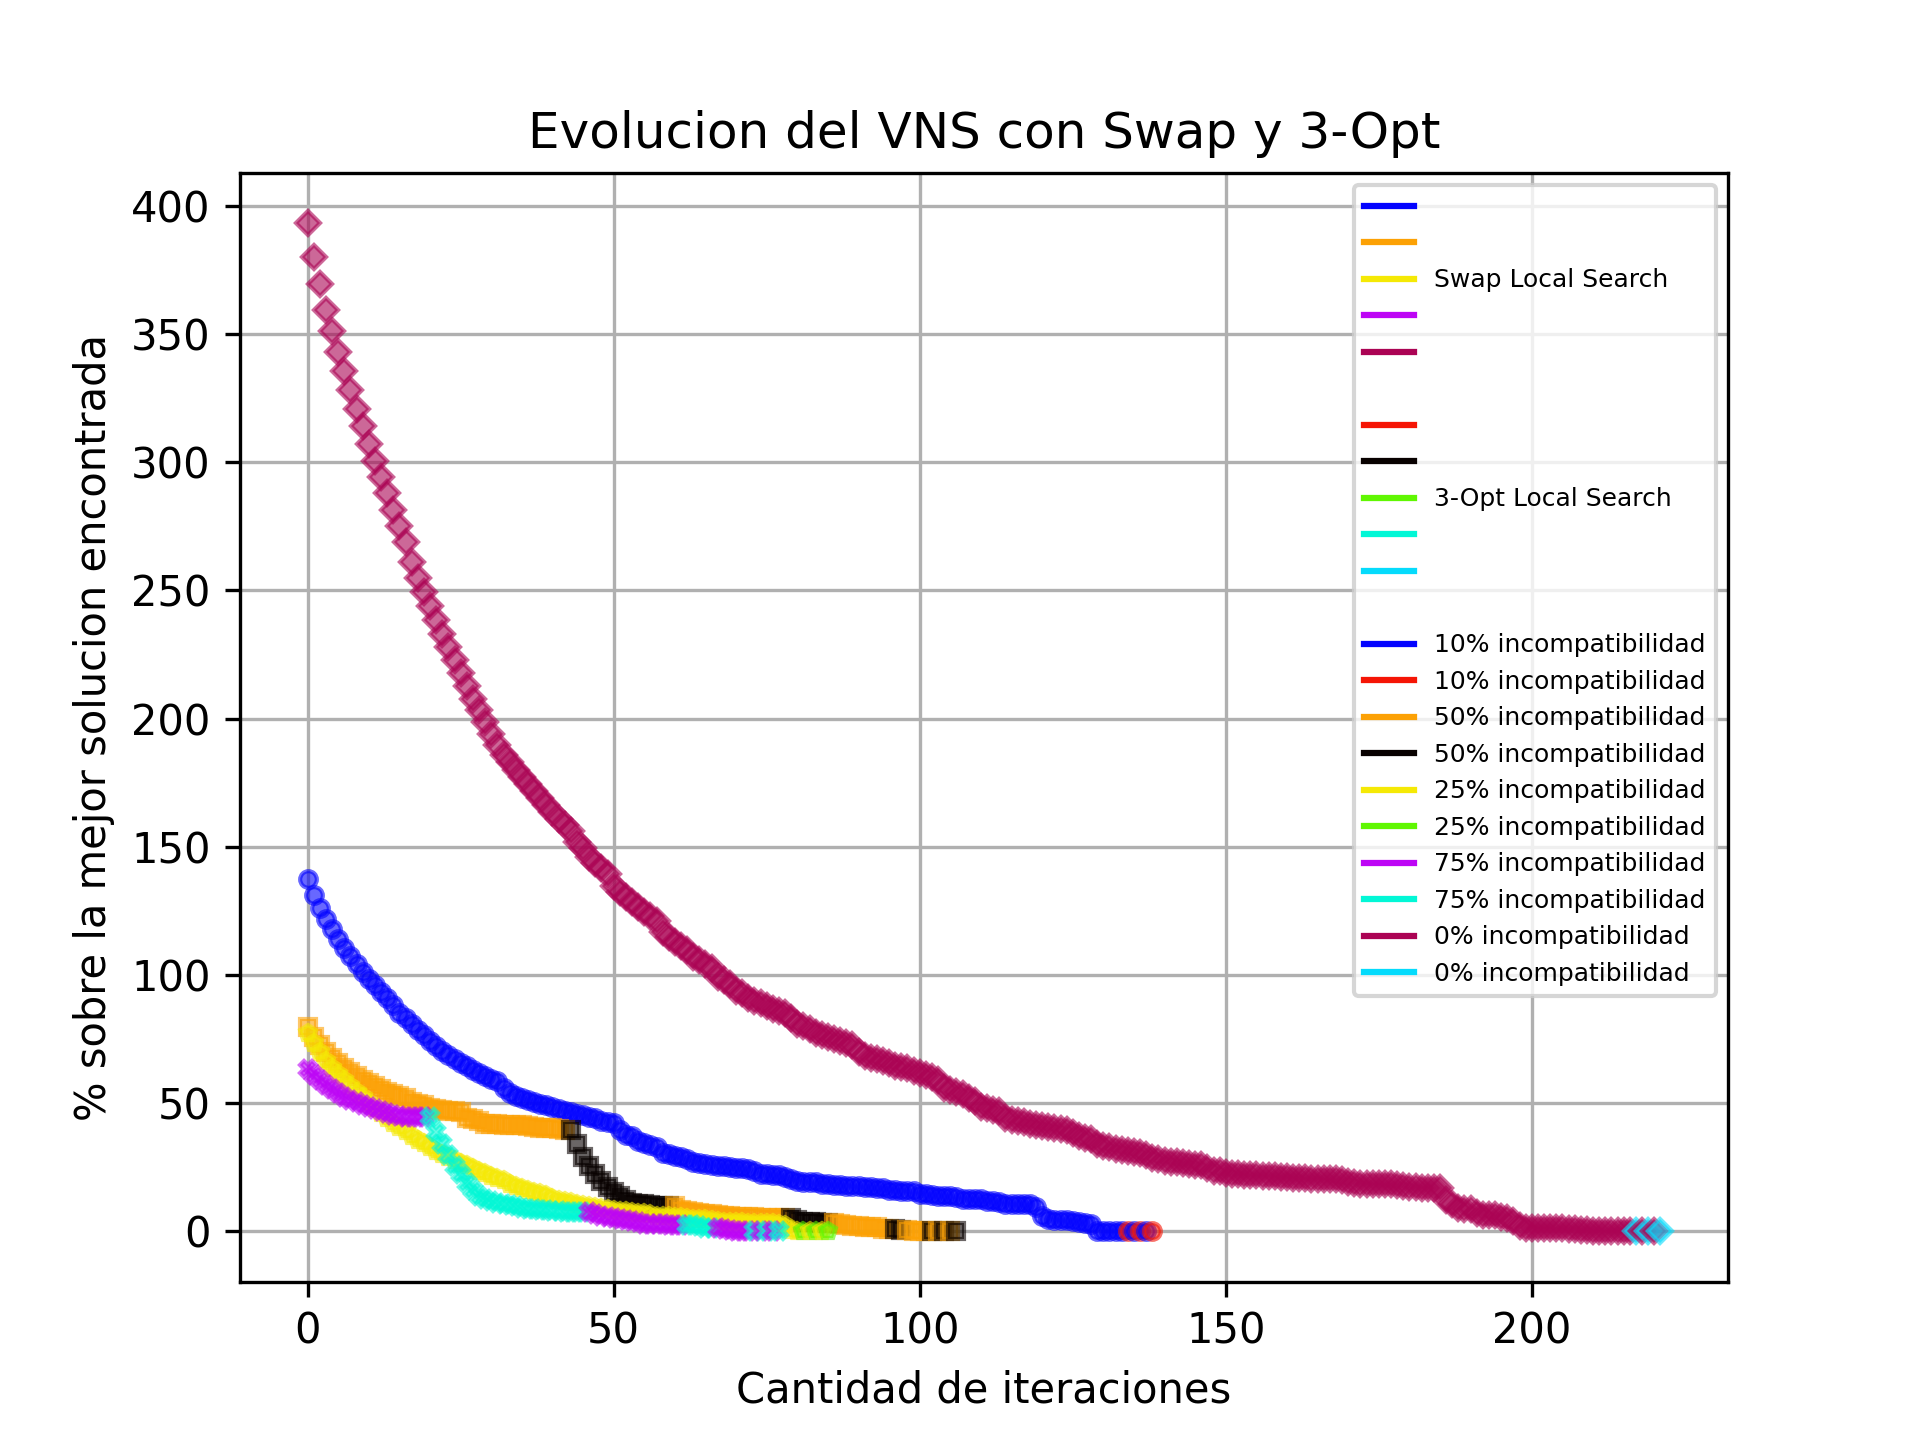 Evolucion del VNS con Swap y 3-Opt
% sobre la mejor solucion encontrada
400
350
300
250
200
150
100
50
0
Swap Local Search
3-Opt Local Search
10% incompatibilidad
10% incompatibilidad
50% incompatibilidad
50% incompatibilidad
25% incompatibilidad
25% incompatibilidad
75% incompatibilidad
75% incompatibilidad
0% incompatibilidad
0% incompatibilidad
0 50 100 150 200
Cantidad de iteraciones